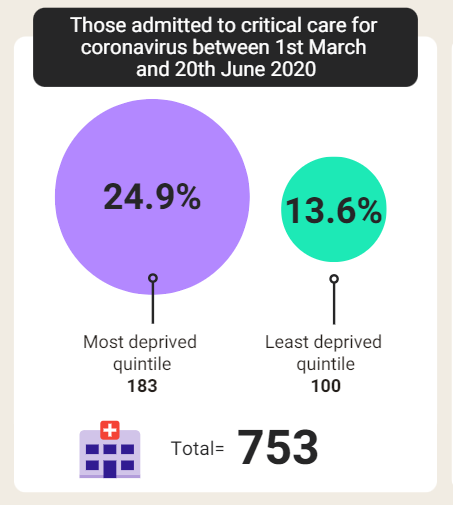 Those admitted to critical care for
coronavirus between 1st March
and 20th June 2020
24.9%
13.6%
Most deprived
quintile
183
Least deprived
quintile
100
Total= 753